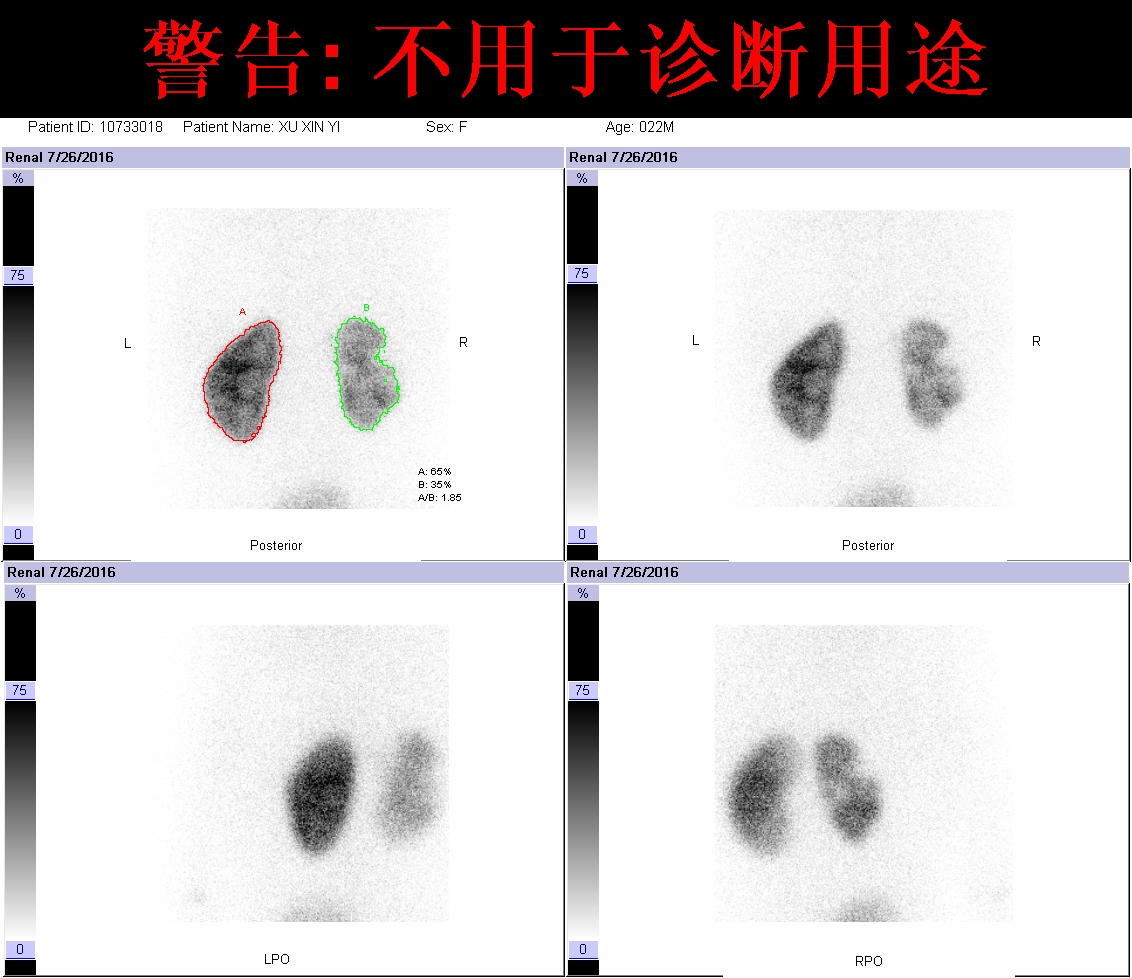 警告: 不用于诊断用途
Patient ID: 10733018 Patient Name: XU XIN YI Sex: F Age: 022M
Renal 7/26/2016
%
75
0
A
B
L
R
A: 65%
B: 35%
A/B: 1.85
Posterior
Renal 7/26/2016
%
75
0
L
R
Posterior
Renal 7/26/2016
%
75
0
LPO
Renal 7/26/2016
%
75
0
RPO